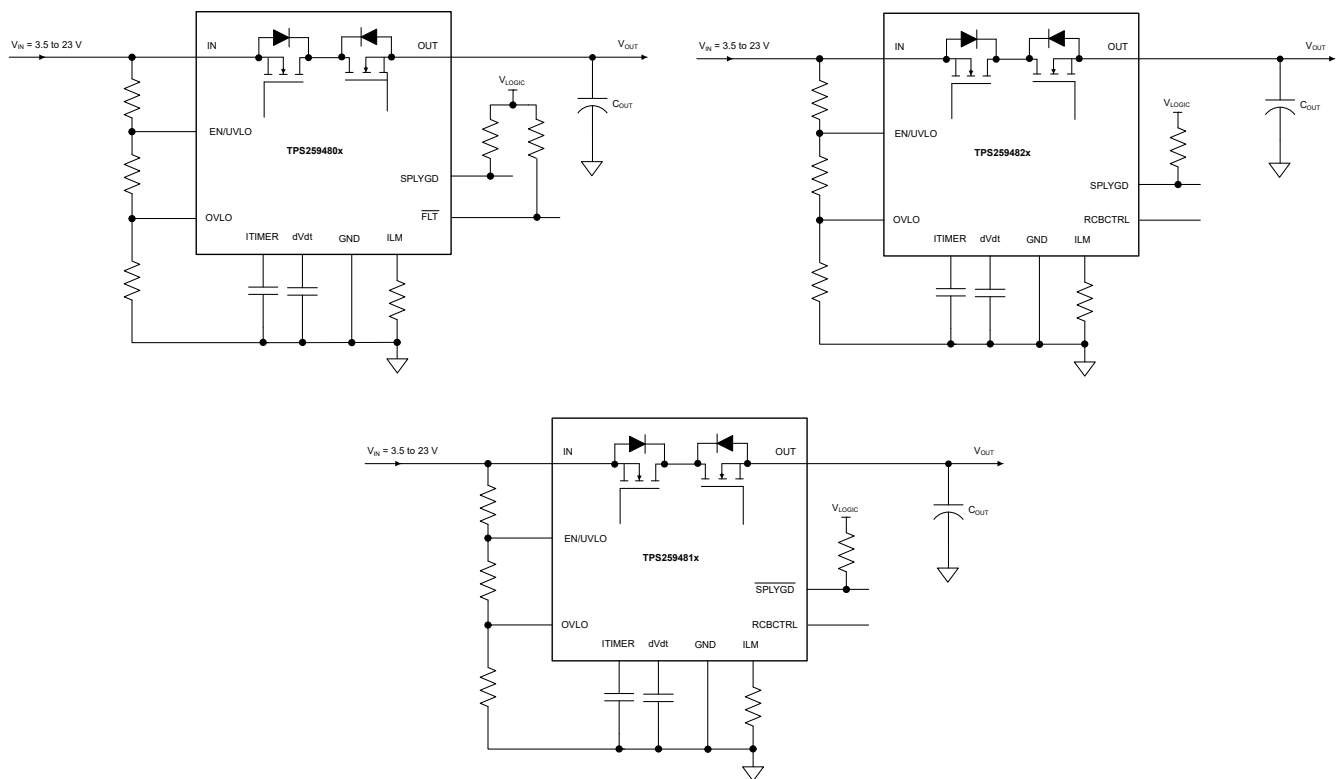 V_IN = 3.5 to 23 V
IN
OUT
V_OUT
V_LOGIC
C_OUT
EN/UVLO
TPS259480x
SPLYGD
OVLO
F̅L̅T̅
ITIMER
dVdt
GND
ILM
V_IN = 3.5 to 23 V
IN
OUT
V_OUT
V_LOGIC
C_OUT
EN/UVLO
TPS259482x
SPLYGD
OVLO
RCBCTRL
ITIMER
dVdt
GND
ILM
V_IN = 3.5 to 23 V
IN
OUT
V_OUT
V_LOGIC
C_OUT
EN/UVLO
TPS259481x
S̅P̅L̅Y̅G̅D̅
OVLO
RCBCTRL
ITIMER
dVdt
GND
ILM